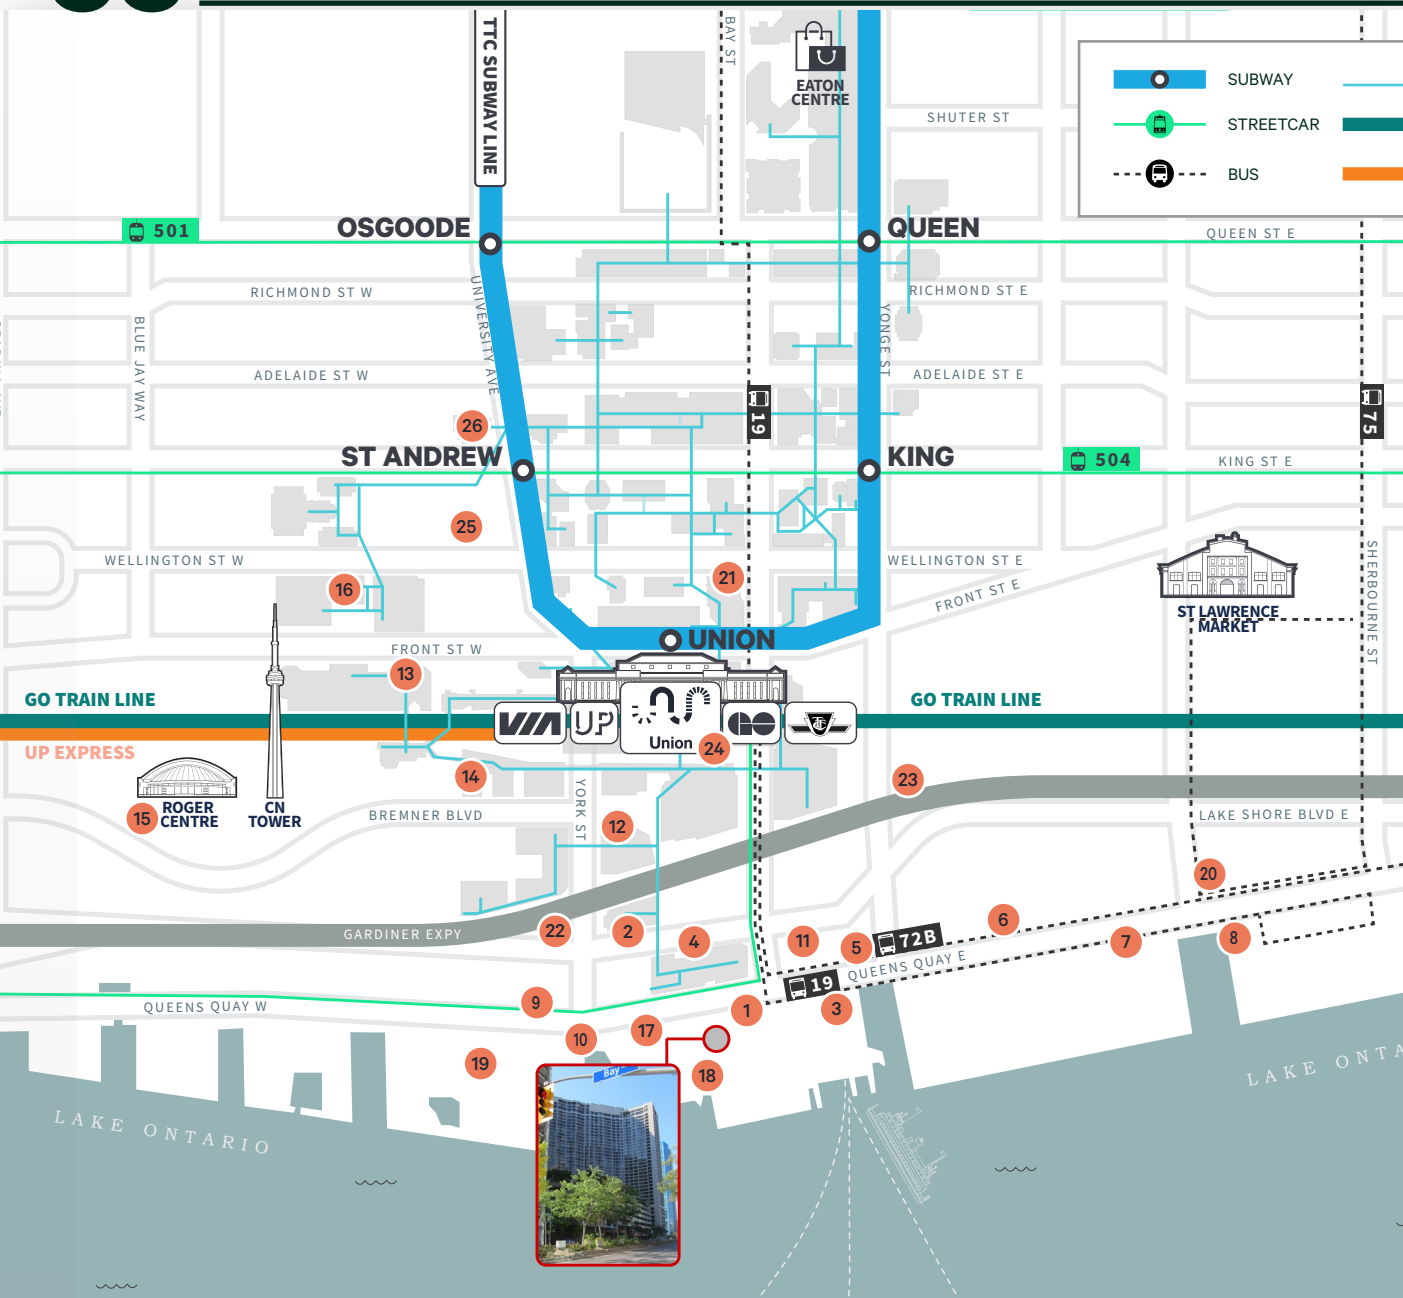 TTC SUBWAY LINE
BAY ST
EATON
CENTRE
SUBWAY
STREETCAR
BUS
SHUTER ST
501
OSGOODE
QUEEN
QUEEN ST E
RICHMOND ST W
RICHMOND ST E
UNIVERSITY AVE
BLUE JAY WAY
YONGE ST
ADELAIDE ST W
ADELAIDE ST E
19
75
26
ST ANDREW
KING
504
KING ST E
25
WELLINGTON ST W
WELLINGTON ST E
SHERBOURNE ST
16
21
FRONT ST E
ST LAWRENCE
MARKET
FRONT ST W
UNION
13
GO TRAIN LINE
GO TRAIN LINE
VIA
UP
Union
GO
TTC
24
UP EXPRESS
14
23
15
ROGER
CENTRE
CN
TOWER
BREMNER BLVD
YORK ST
12
LAKE SHORE BLVD E
20
GARDINER EXPY
22
2
4
11
5
72B
6
7
8
QUEENS QUAY E
19
QUEENS QUAY W
9
1
3
10
17
19
18
Bay
LAKE ONTARIO
LAKE ONTA